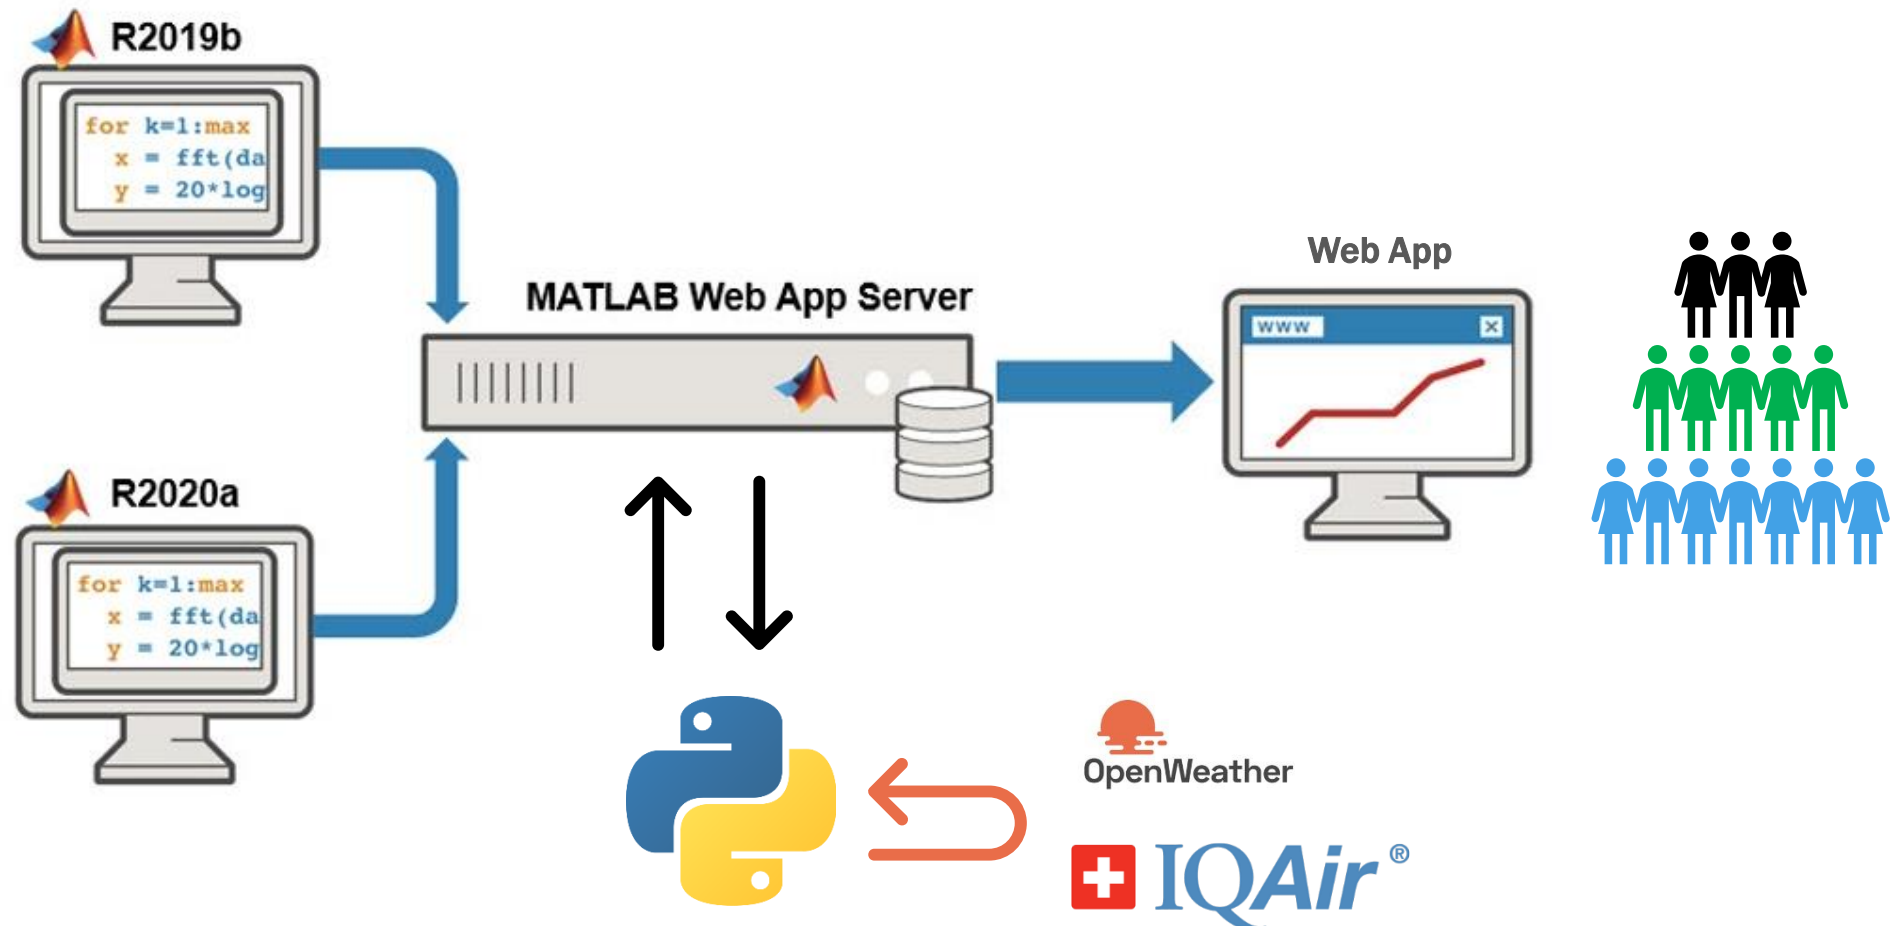 R2019b
for k=1:max
x = fft(da
y = 20*log
MATLAB Web App Server
Web App
www
R2020a
for k=1:max
x = fft(da
y = 20*log
OpenWeather
IQAir®